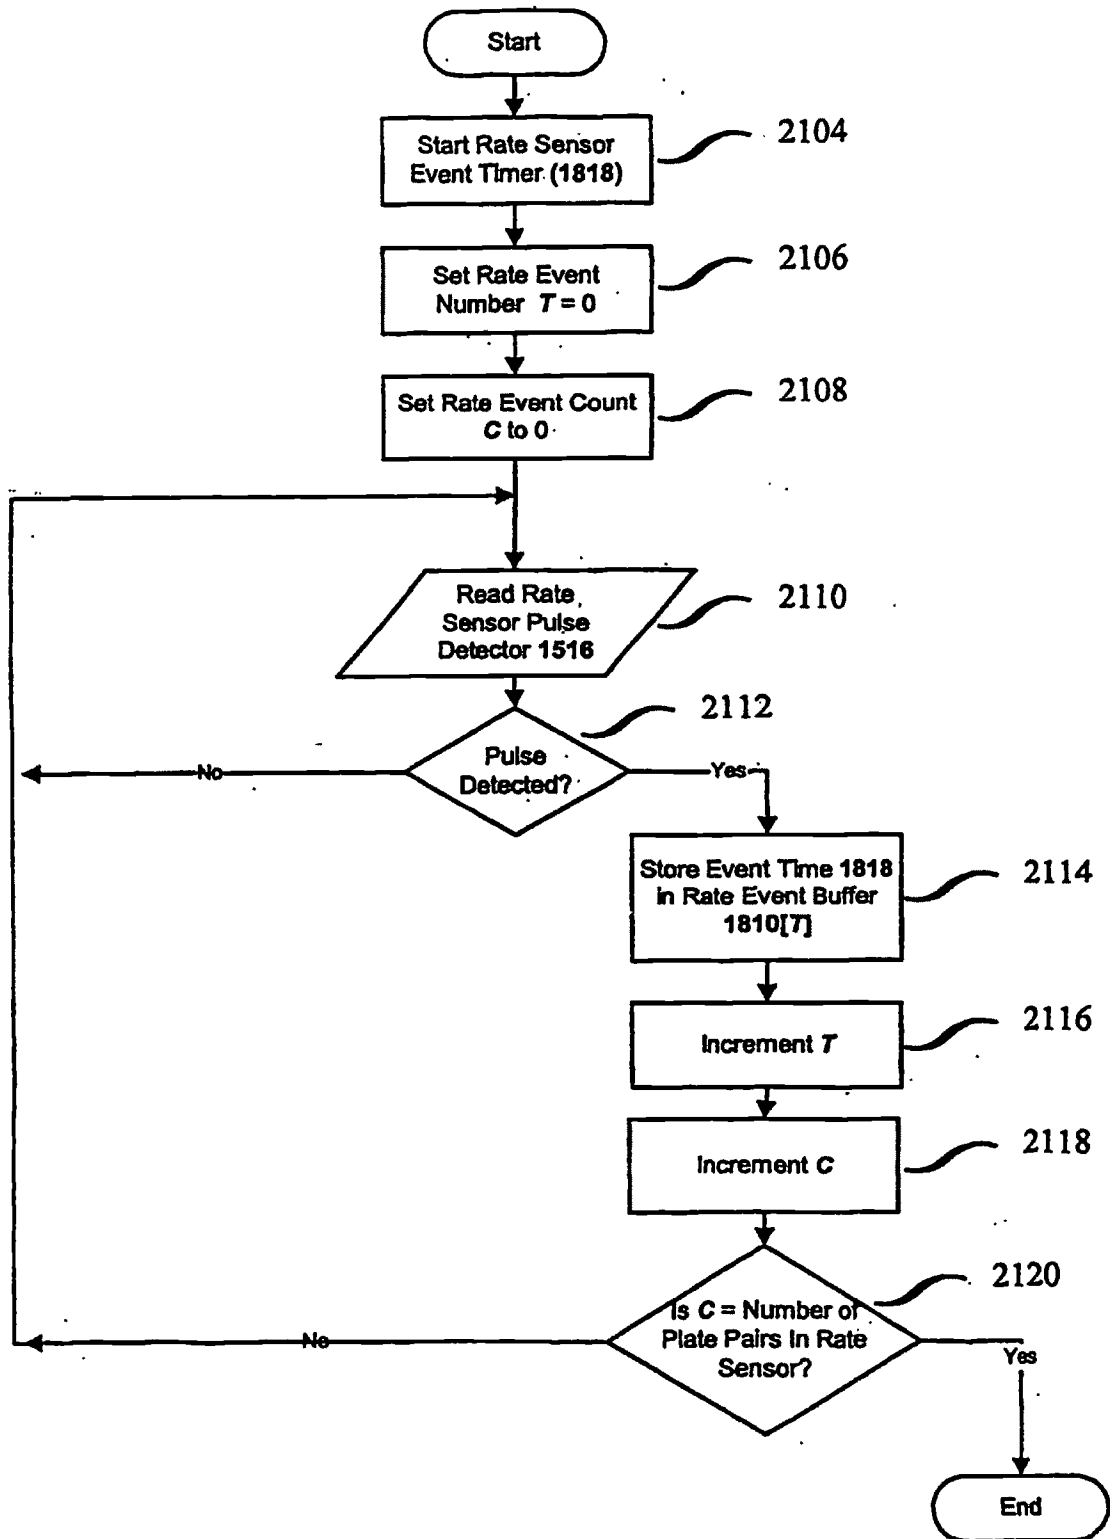 Start
Start Rate Sensor
Event Timer (1818)
2104
Set Rate Event
Number T = 0
2106
Set Rate Event Count
C to 0
2108
Read Rate
Sensor Pulse
Detector 1516
2110
2112
Pulse
Detected?
No
Yes
Store Event Time 1818
in Rate Event Buffer
1810[T]
2114
Increment T
2116
Increment C
2118
2120
Is C = Number of
Plate Pairs In Rate
Sensor?
No
Yes
End